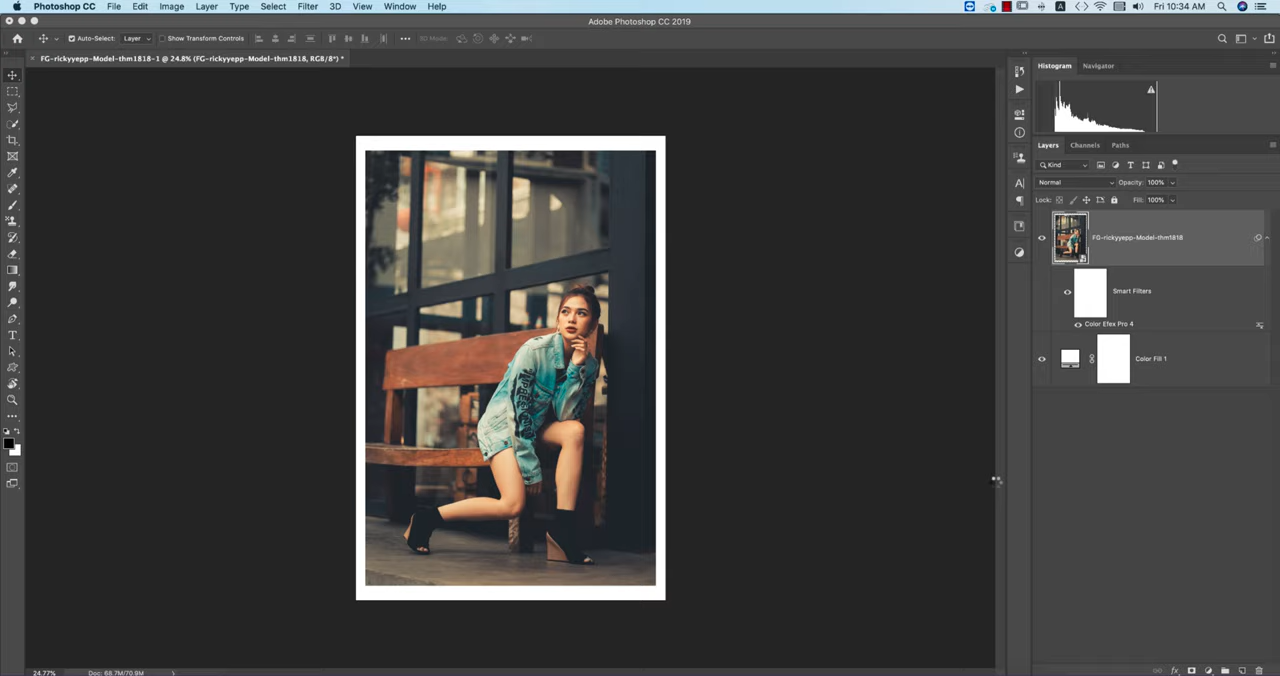 Photoshop CC File Edit Image Layer Type Select Filter 3D View Window Help
A
Fri 10:34 AM
Adobe Photoshop CC 2019
Auto-Select: Layer Show Transform Controls ••• 3D Mode:
× FG-rickyyepp-Model-thm1818-1 @ 24.8% (FG-rickyyepp-Model-thm1818, RGB/8*) *
Histogram Navigator
Layers Channels Paths
Kind
Normal Opacity: 100%
Lock: Fill: 100%
FG-rickyyepp-Model-thm1818
Smart Filters
Color Efex Pro 4
Color Fill 1
24.77% Doc: 68.7M/70.9M